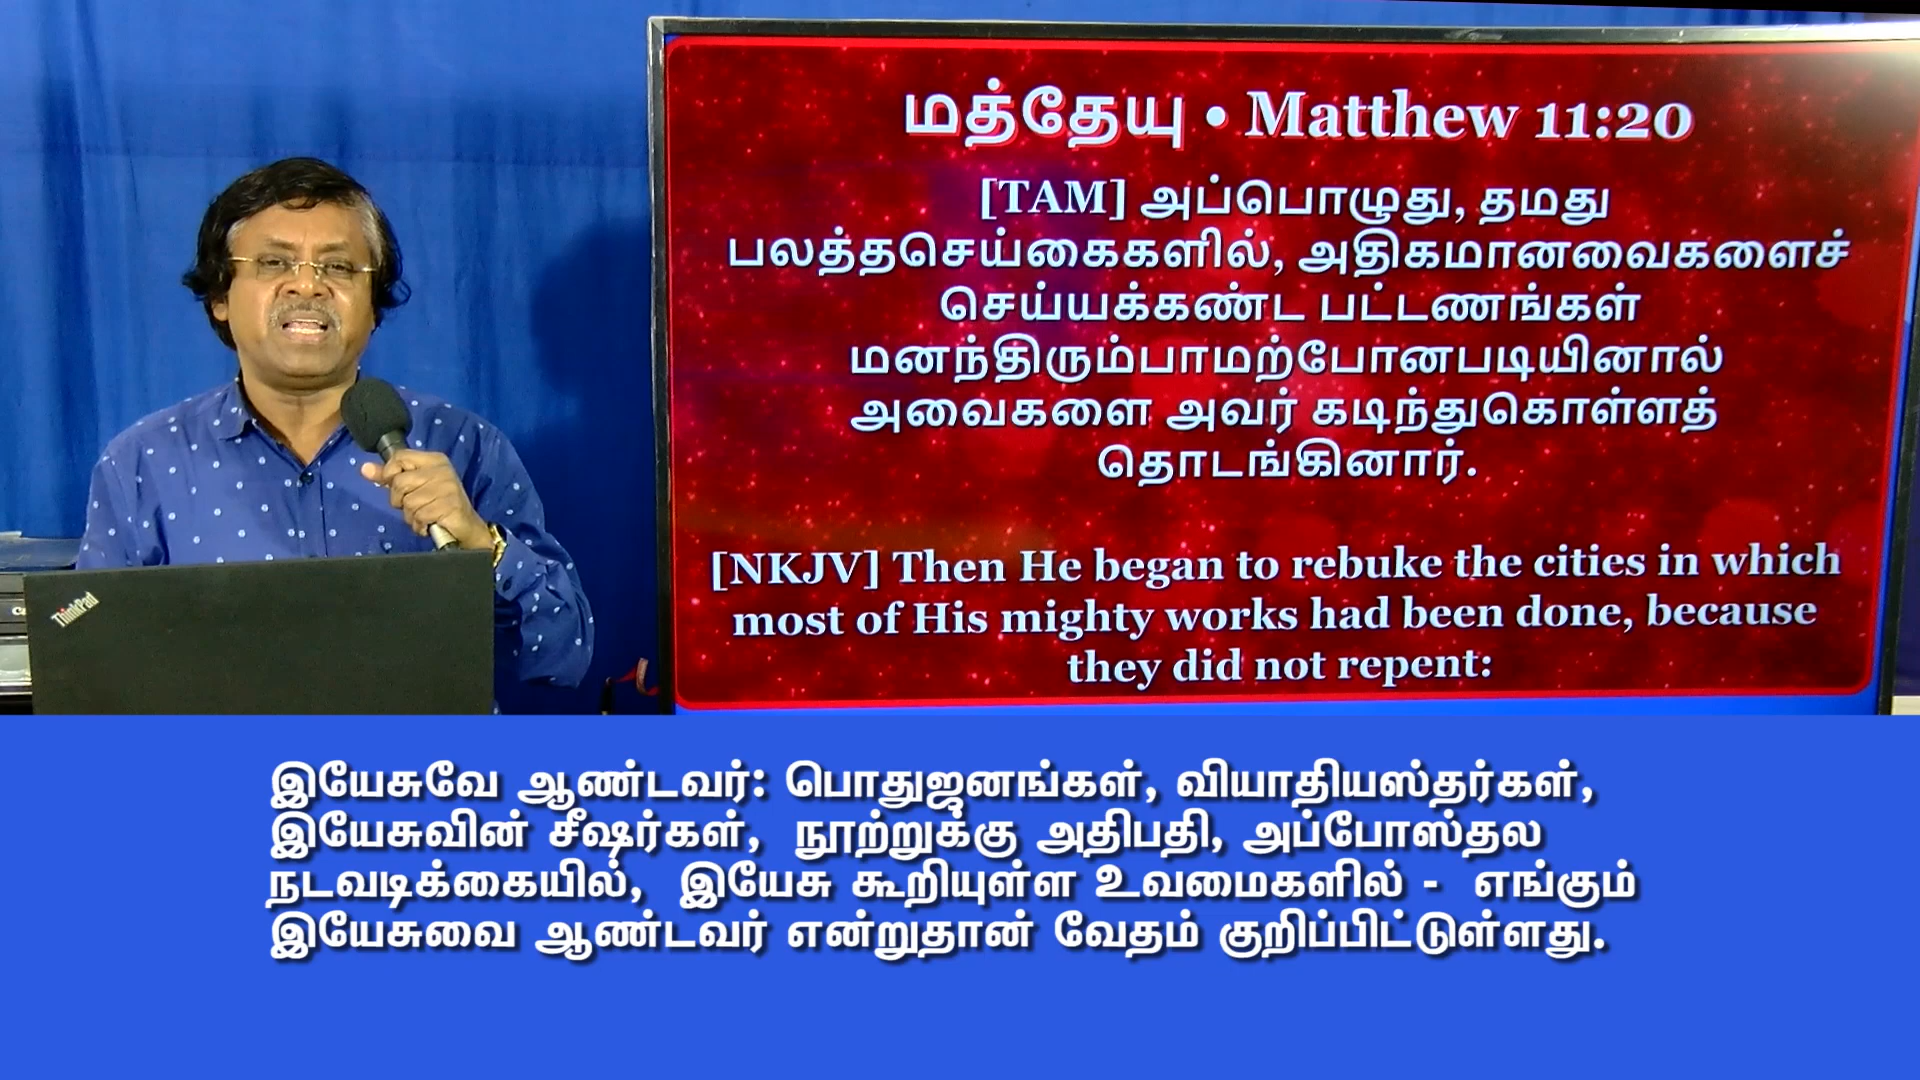 மத்தேயு • Matthew 11:20
[TAM] அப்பொழுது, தமது
பலத்தசெய்கைகளில், அதிகமானவைகளைச்
செய்யக்கண்ட பட்டணங்கள்
மனந்திரும்பாமற்போனபடியினால்
அவைகளை அவர் கடிந்துகொள்ளத்
தொடங்கினார்.
[NKJV] Then He began to rebuke the cities in which
most of His mighty works had been done, because
they did not repent:
ThinkPad
இயேசுவே ஆண்டவர்: பொதுஜனங்கள், வியாதியஸ்தர்கள்,
இயேசுவின் சீஷர்கள், நூற்றுக்கு அதிபதி, அப்போஸ்தல
நடவடிக்கையில், இயேசு கூறியுள்ள உவமைகளில் - எங்கும்
இயேசுவை ஆண்டவர் என்றுதான் வேதம் குறிப்பிட்டுள்ளது.